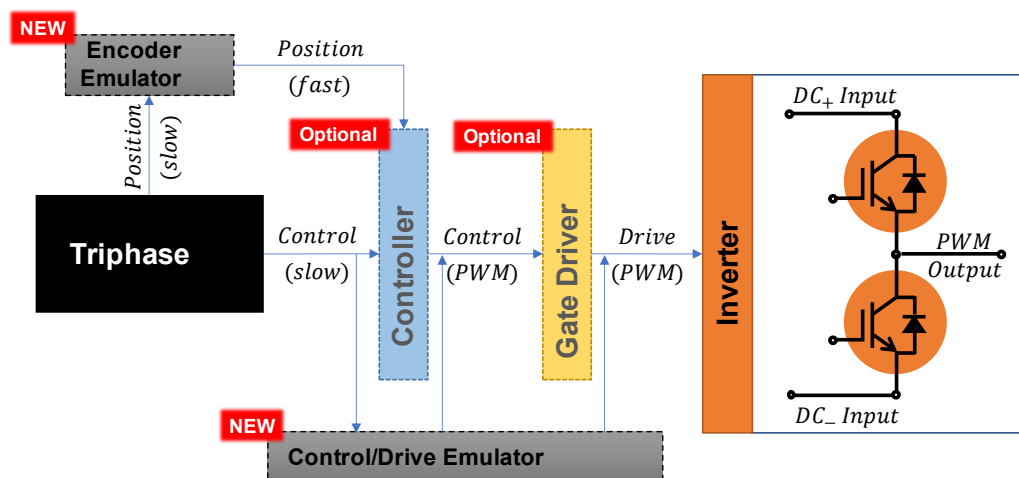 NEW
Encoder
Emulator
Position
(fast)
Position
(slow)
Optional
Optional
Triphase
Control
(slow)
Controller
Control
(PWM)
Gate Driver
Drive
(PWM)
Inverter
DC₊ Input
PWM
Output
DC₋ Input
NEW
Control/Drive Emulator